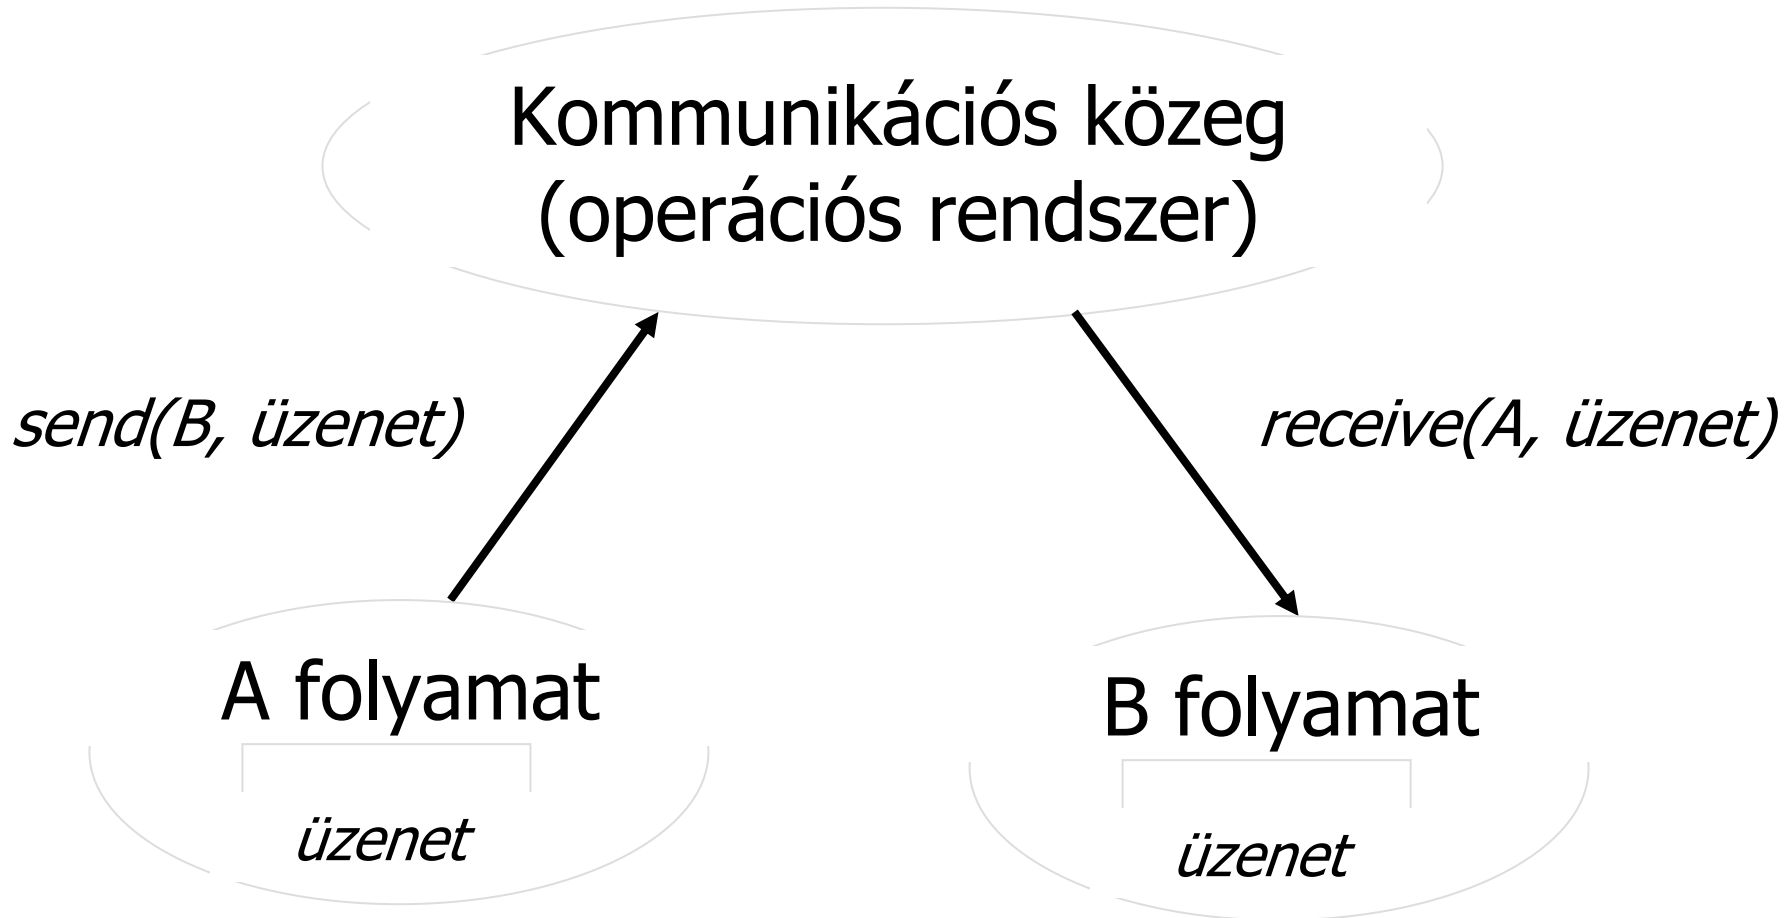 Kommunikációs közeg
(operációs rendszer)
send(B, üzenet)
receive(A, üzenet)
A folyamat
üzenet
B folyamat
üzenet